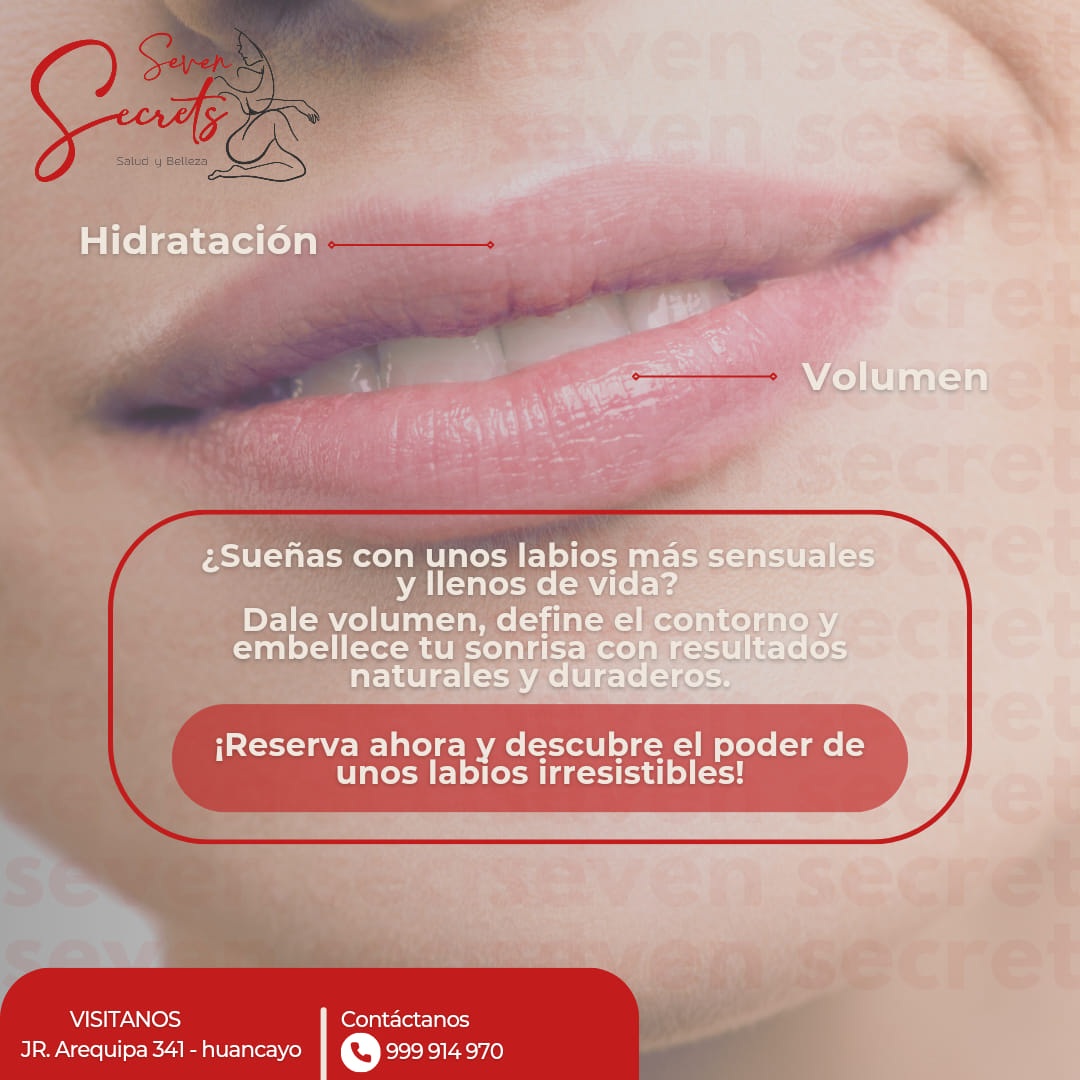 Seven
Secrets
Salud y Belleza
Hidratación
Volumen
¿Sueñas con unos labios más sensuales
y llenos de vida?
Dale volumen, define el contorno y
embellece tu sonrisa con resultados
naturales y duraderos.
¡Reserva ahora y descubre el poder de
unos labios irresistibles!
VISITANOS
JR. Arequipa 341 - huancayo
Contáctanos
999 914 970